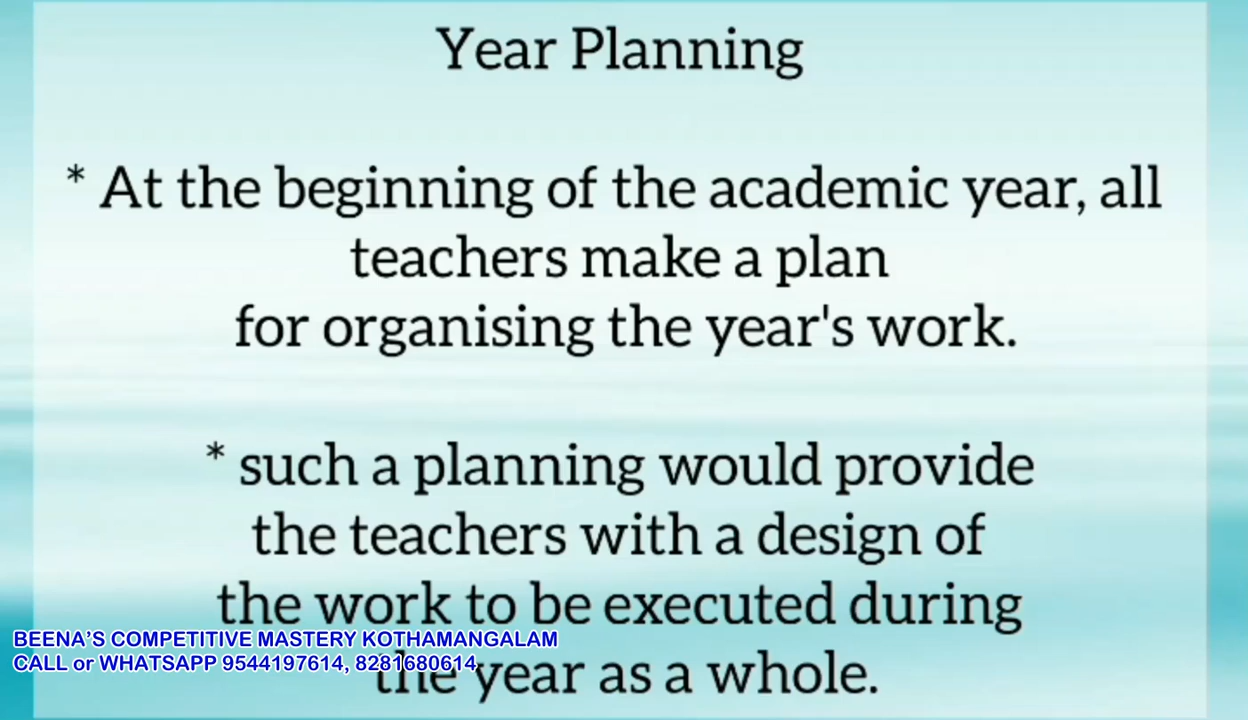 Year Planning
* At the beginning of the academic year, all
teachers make a plan
for organising the year's work.
* such a planning would provide
the teachers with a design of
the work to be executed during
BEENA'S COMPETITIVE MASTERY KOTHAMANGALAM
CALL or WHATSAPP 9544197614, 8281680614
the year as a whole.